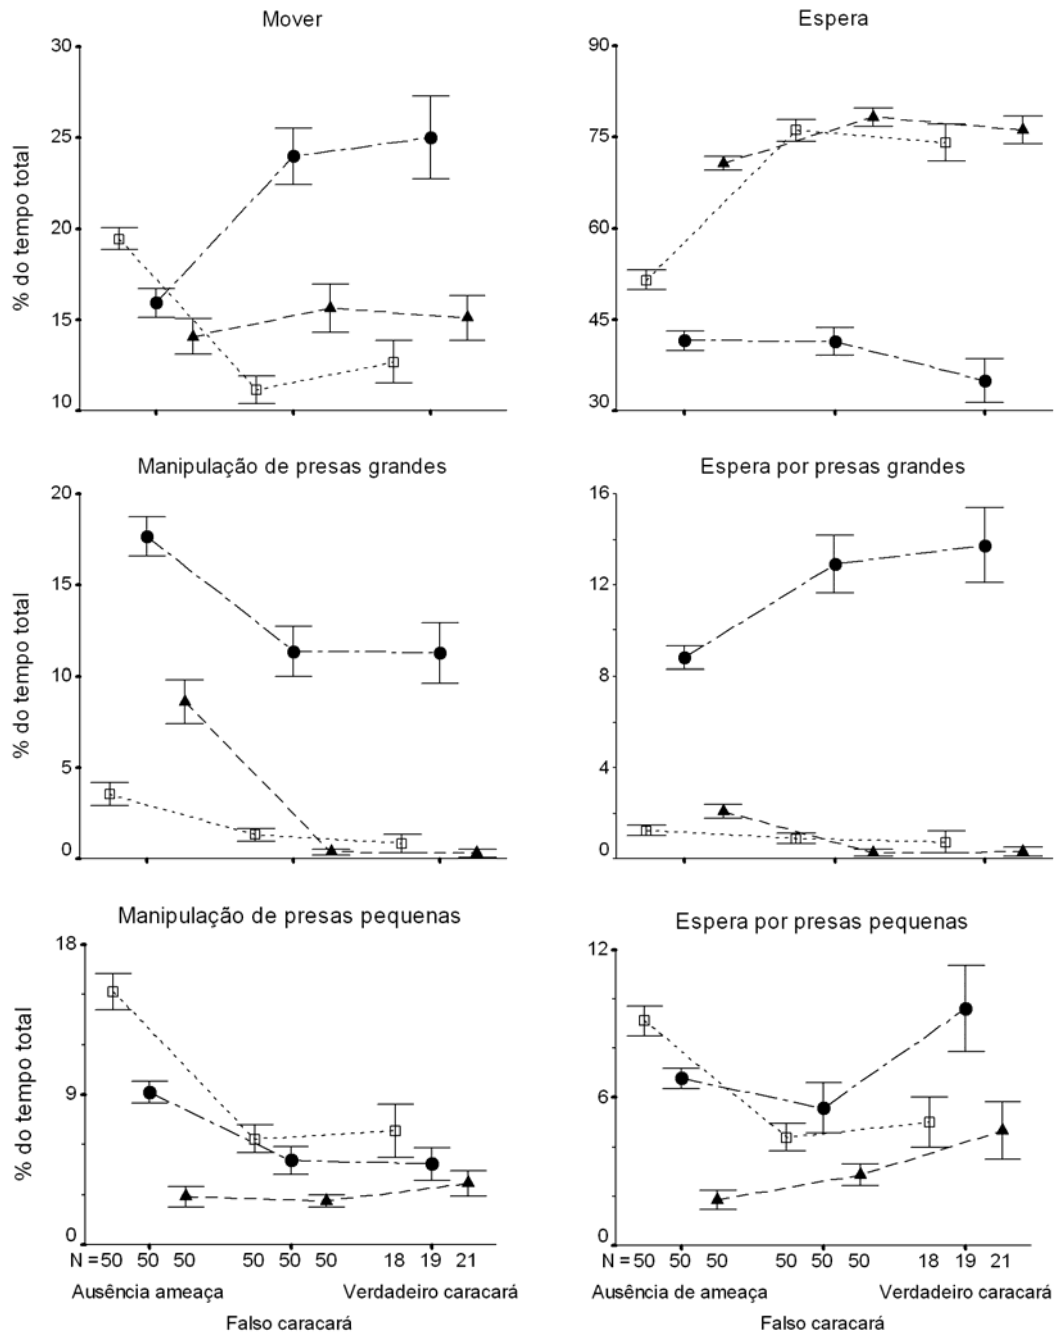 Mover
Espera
% do tempo total
30
25
20
15
10
90
75
60
45
30
Manipulação de presas grandes
Espera por presas grandes
% do tempo total
20
15
10
5
0
16
12
8
4
0
Manipulação de presas pequenas
Espera por presas pequenas
% do tempo total
18
9
0
12
6
0
N =50 50 50 50 50 50 18 19 21
N =50 50 50 50 50 50 18 19 21
Ausência ameaça
Verdadeiro caracará
Ausência de ameaça
Verdadeiro caracará
Falso caracará
Falso caracará